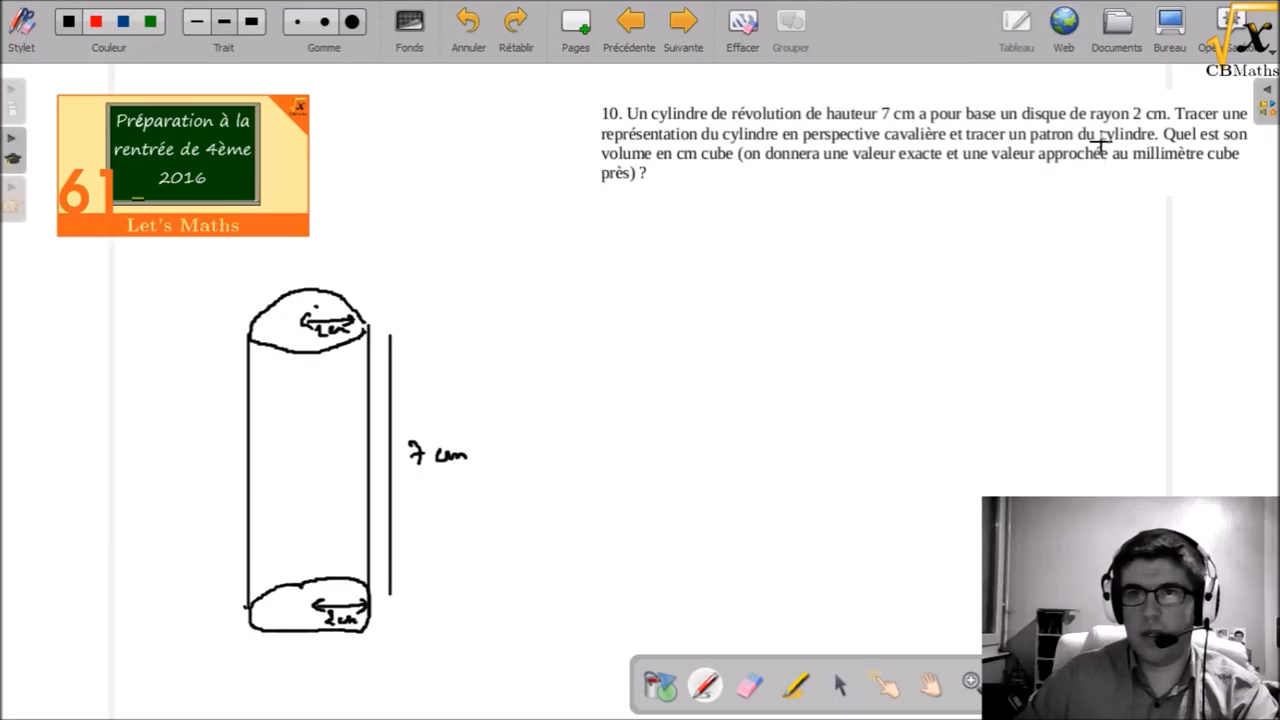 Stylet
Couleur
Trait
Gomme
Fonds
Annuler
Rétablir
Pages
Précédente
Suivante
Effacer
Grouper
Tableau
Web
Documents
Bureau
CBMaths
Préparation à la
rentrée de 4ème
2016
61
Let's Maths
10. Un cylindre de révolution de hauteur 7 cm a pour base un disque de rayon 2 cm. Tracer une
représentation du cylindre en perspective cavalière et tracer un patron du cylindre. Quel est son
volume en cm cube (on donnera une valeur exacte et une valeur approchée au millimètre cube
près) ?
2cm
7 cm
2cm